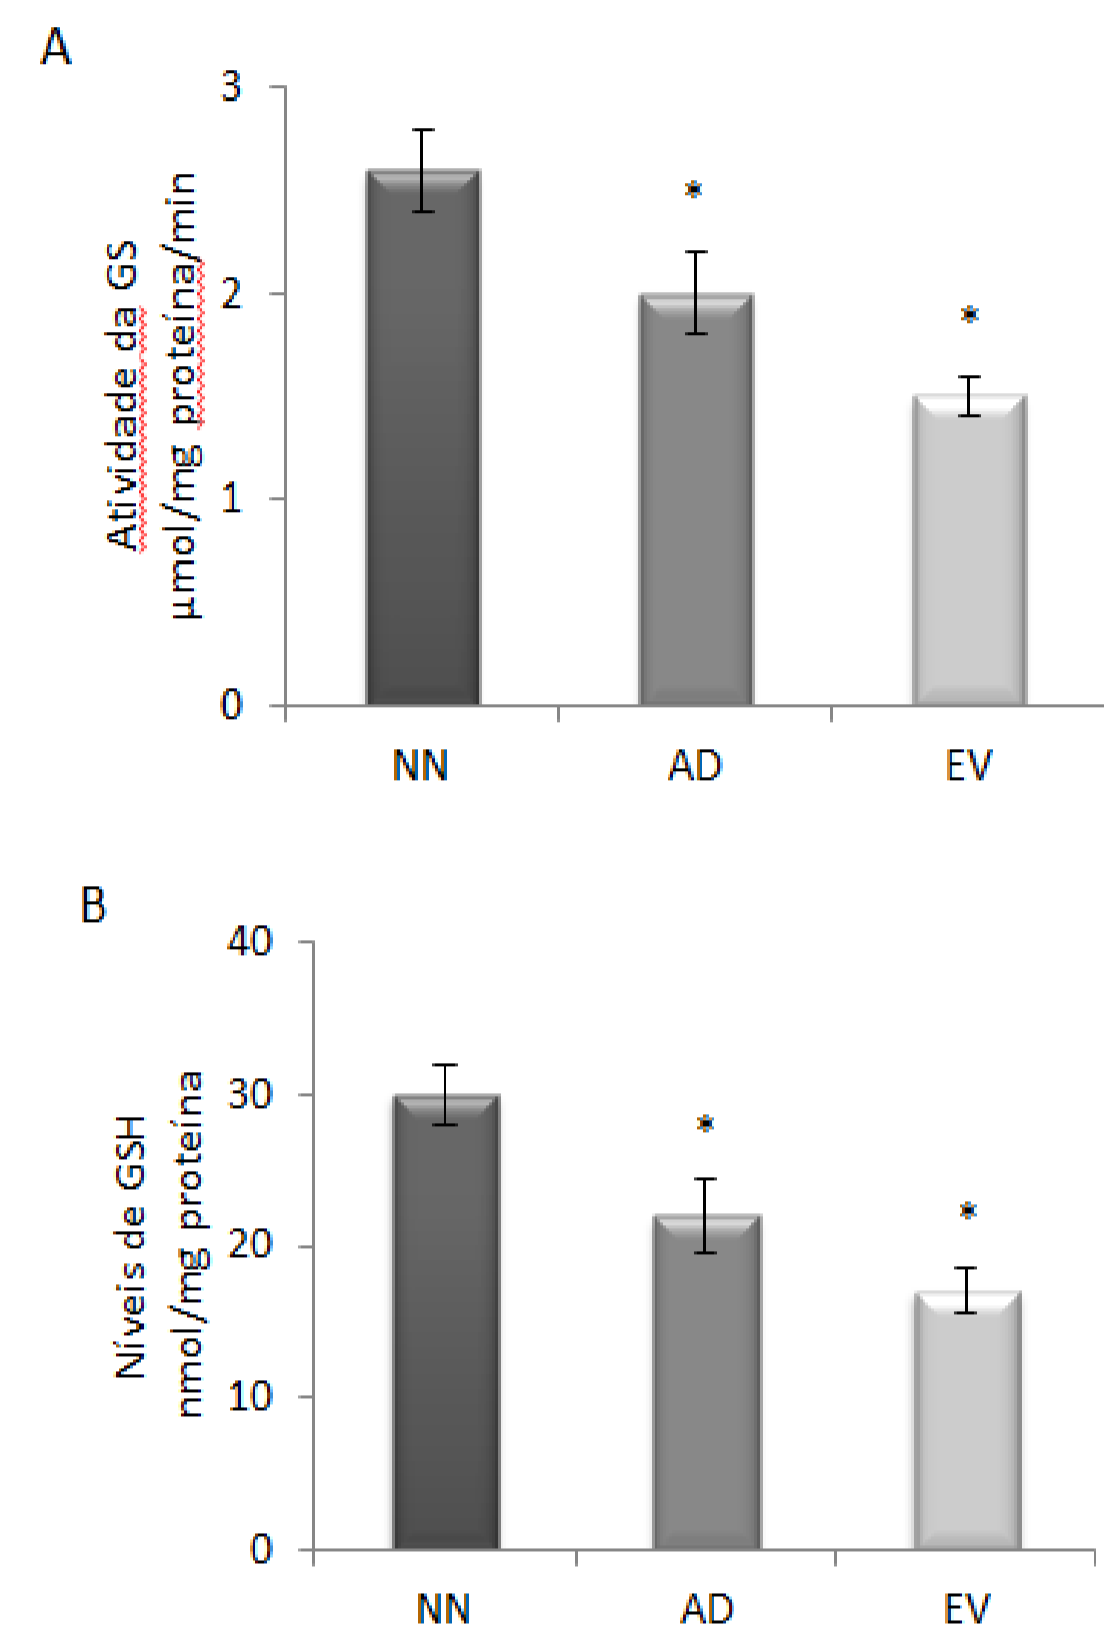 A
Atividade da GS
µmol/mg proteína/min
3
2
1
0
*
*
NN AD EV
B
Níveis de GSH
nmol/mg proteína
40
30
20
10
0
*
*
NN AD EV